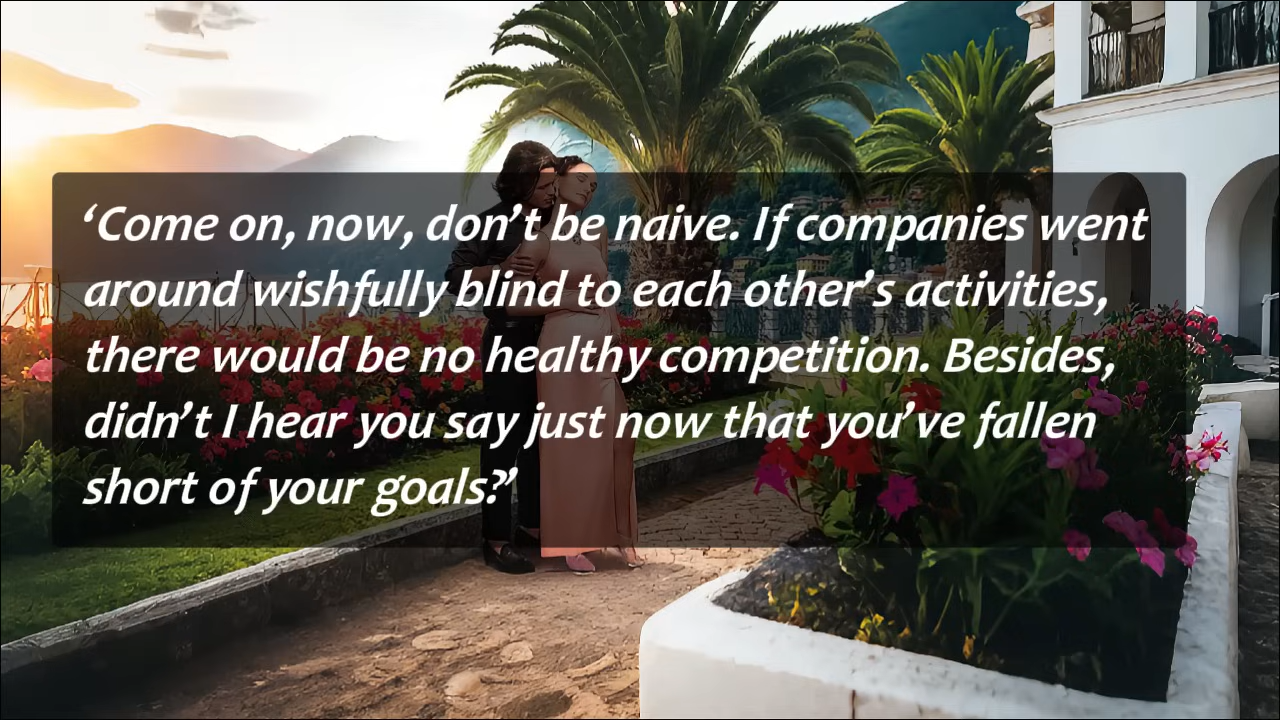 ‘Come on, now, don’t be naive. If companies went
around wishfully blind to each other’s activities,
there would be no healthy competition. Besides,
didn’t I hear you say just now that you’ve fallen
short of your goals?’